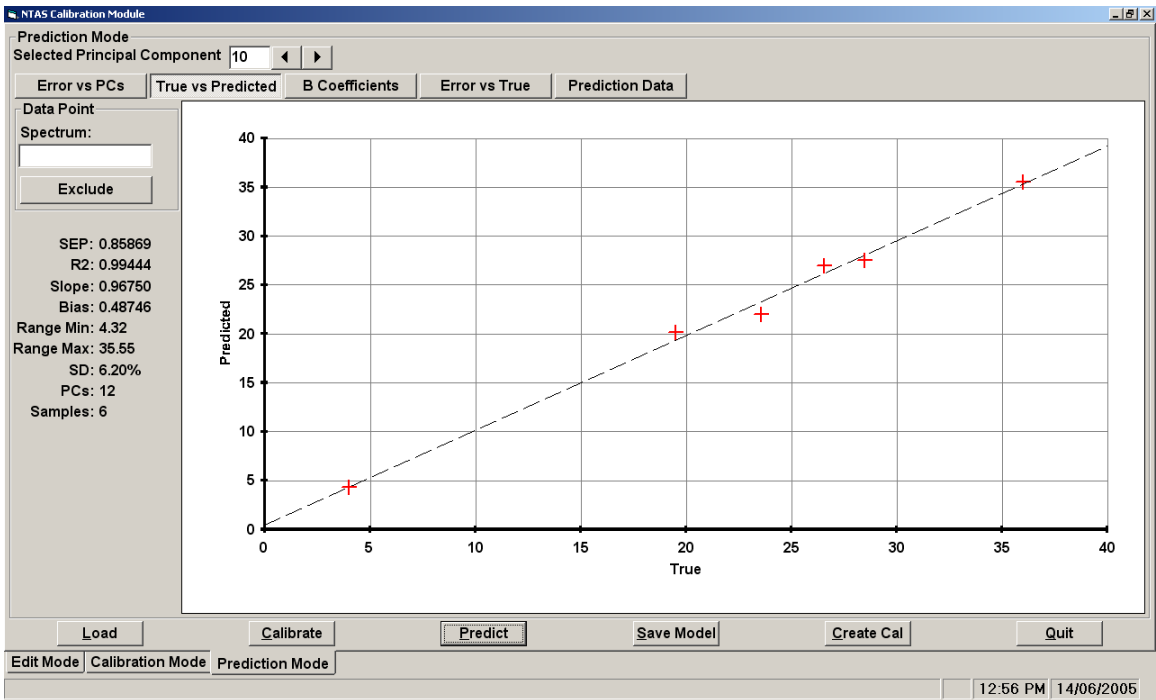 NTAS Calibration Module
Prediction Mode
Selected Principal Component 10
Error vs PCs True vs Predicted B Coefficients Error vs True Prediction Data
Data Point
Spectrum:
Exclude
SEP: 0.85869
R2: 0.99444
Slope: 0.96750
Bias: 0.48746
Range Min: 4.32
Range Max: 35.55
SD: 6.20%
PCs: 12
Samples: 6
40
35
30
25
20
15
10
5
0
Predicted
0 5 10 15 20 25 30 35 40
True
Load Calibrate Predict Save Model Create Cal Quit
Edit Mode Calibration Mode Prediction Mode
12:56 PM 14/06/2005